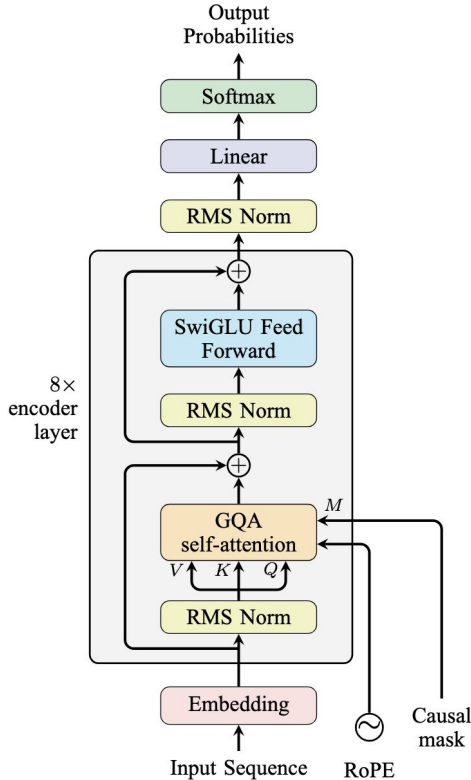 Output
Probabilities
Softmax
Linear
RMS Norm
SwiGLU Feed
Forward
8×
encoder
layer
RMS Norm
M
GQA
self-attention
V K Q
RMS Norm
Embedding
Causal
mask
Input Sequence
RoPE